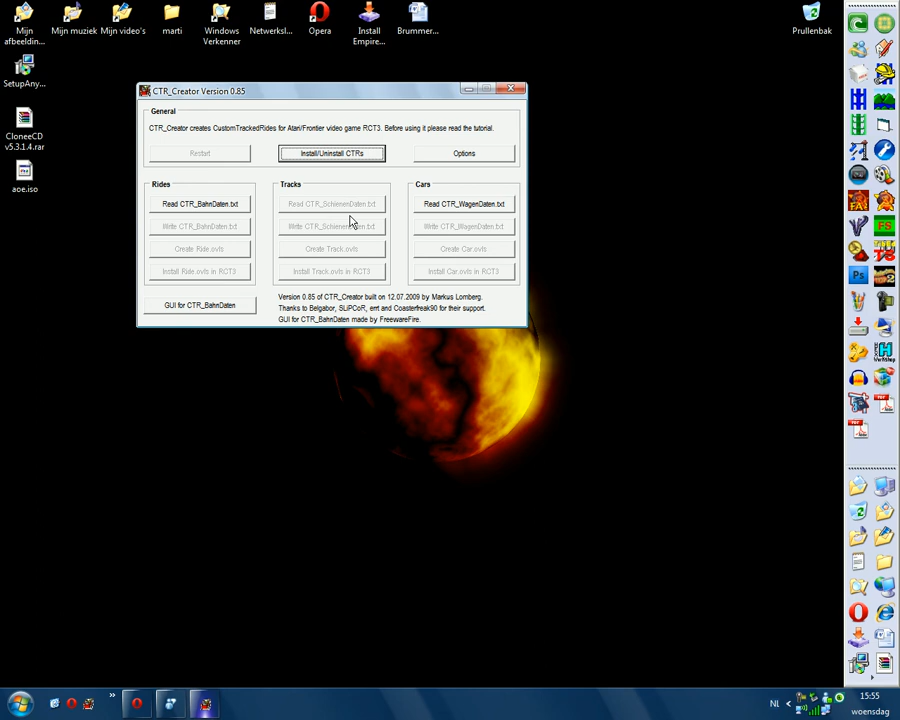 Mijn afbeeldin...
Mijn muziek
Mijn video's
marti
Windows Verkenner
Netwerksl...
Opera
Install Empire...
Brummer...
Prullenbak
SetupAny...
CloneeCD v5.3.1.4.rar
aoe.iso
CTR_Creator Version 0.85
General
CTR_Creator creates CustomTrackedRides for Atari/Frontier video game RCT3. Before using it please read the tutorial.
Restart
Install/Uninstall CTRs
Options
Rides
Tracks
Cars
Read CTR_BahnDaten.txt
Read CTR_SchienenDaten.txt
Read CTR_WagenDaten.txt
Write CTR_BahnDaten.txt
Write CTR_SchienenDaten.txt
Write CTR_WagenDaten.txt
Create Ride.ovls
Create Track.ovls
Create Car.ovls
Install Ride.ovls in RCT3
Install Track.ovls in RCT3
Install Car.ovls in RCT3
GUI for CTR_BahnDaten
Version 0.85 of CTR_Creator built on 12.07.2009 by Markus Lomberg.
Thanks to Belgabor, SLiPCoR, errt and Coasterfreak90 for their support.
GUI for CTR_BahnDaten made by FreewareFire.
FS
Ps
NL
15:55
woensdag